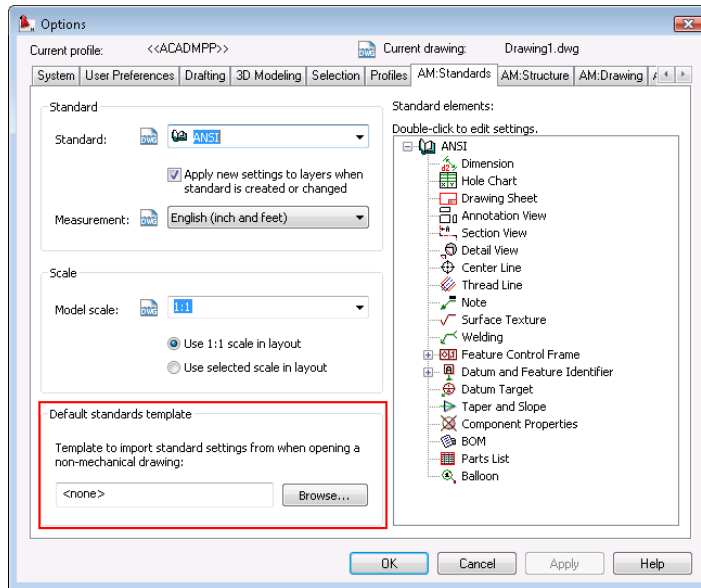 Options
Current profile: <<ACADMPP>> Current drawing: Drawing1.dwg
System User Preferences Drafting 3D Modeling Selection Profiles AM:Standards AM:Structure AM:Drawing
Standard
Standard: DWG ANSI
Apply new settings to layers when
standard is created or changed
Measurement: DWG English (inch and feet)
Scale
Model scale: DWG 1:1
Use 1:1 scale in layout
Use selected scale in layout
Default standards template
Template to import standard settings from when opening a
non-mechanical drawing:
<none> Browse...
Standard elements:
Double-click to edit settings.
ANSI
Dimension
Hole Chart
Drawing Sheet
Annotation View
Section View
Detail View
Center Line
Thread Line
Note
Surface Texture
Welding
Feature Control Frame
Datum and Feature Identifier
Datum Target
Taper and Slope
Component Properties
BOM
Parts List
Balloon
OK Cancel Apply Help